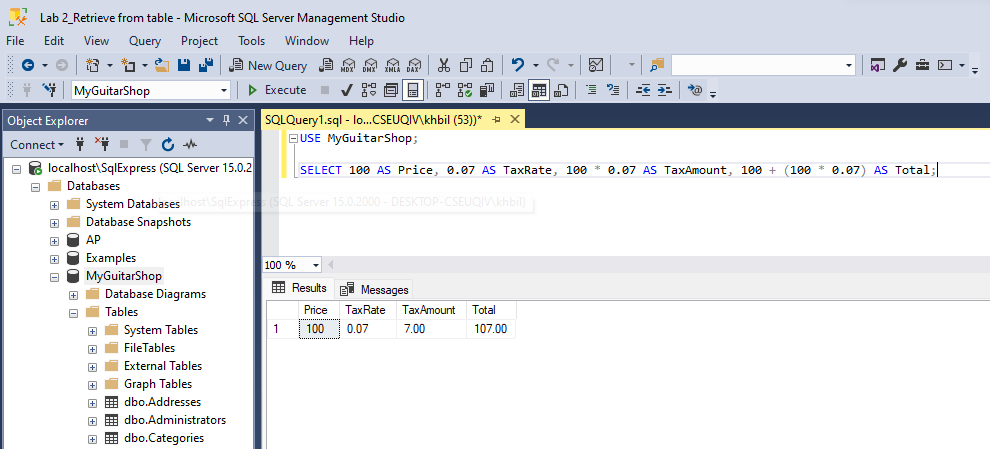 Lab 2_Retrieve from table - Microsoft SQL Server Management Studio
File Edit View Query Project Tools Window Help
New Query MDX DMX XMLA DAX
MyGuitarShop Execute
Object Explorer
SQLQuery1.sql - lo...CSEUQIV\khbil (53))*
Connect
USE MyGuitarShop;
SELECT 100 AS Price, 0.07 AS TaxRate, 100 * 0.07 AS TaxAmount, 100 + (100 * 0.07) AS Total;
localhost\SqlExpress (SQL Server 15.0.2
Databases
System Databases
lhost\SqlExpress (SQL Server 15.0.2000 - DESKTOP-CSEUQIV\khbil)
Database Snapshots
AP
Examples
MyGuitarShop
Database Diagrams
Tables
System Tables
FileTables
External Tables
Graph Tables
dbo.Addresses
dbo.Administrators
dbo.Categories
100 %
Results Messages
Price TaxRate TaxAmount Total
1 100 0.07 7.00 107.00